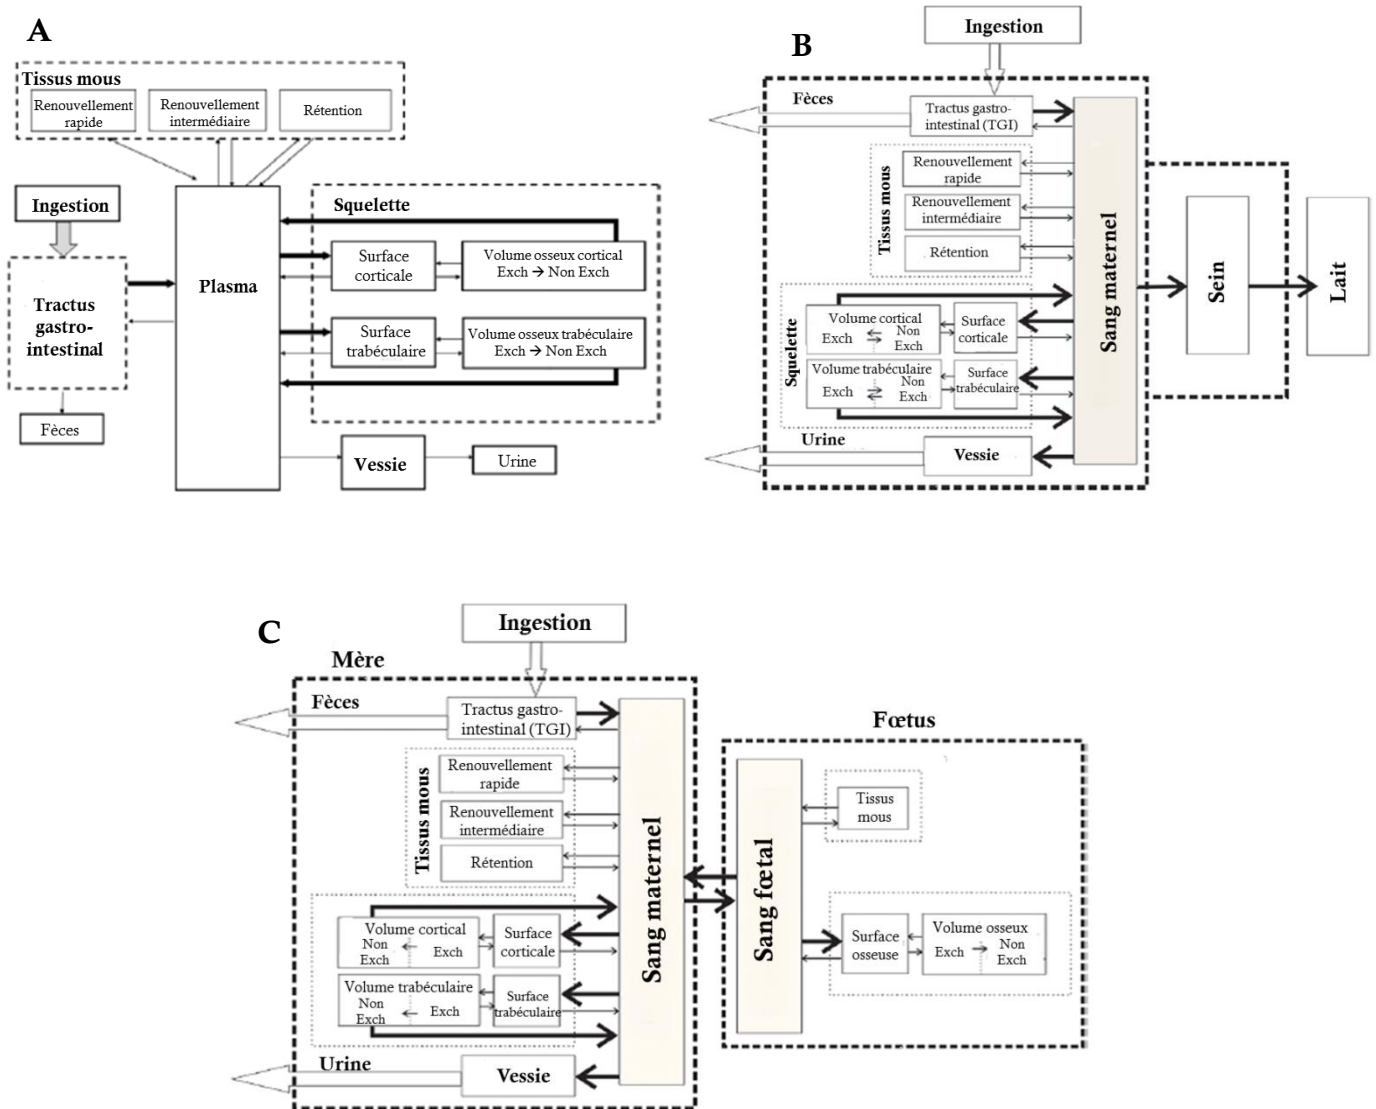 A
Tissus mous
Renouvellement
rapide
Renouvellement
intermédiaire
Rétention
Ingestion
Tractus
gastro-
intestinal
Fèces
Plasma
Squelette
Surface
corticale
Volume osseux cortical
Exch → Non Exch
Surface
trabéculaire
Volume osseux trabéculaire
Exch → Non Exch
Vessie
Urine
B
Ingestion
Fèces
Tractus gastro-
intestinal (TGI)
Tissus mous
Renouvellement
rapide
Renouvellement
intermédiaire
Rétention
Squelette
Volume cortical
Exch
Non
Exch
Surface
corticale
Volume trabéculaire
Exch
Non
Exch
Surface
trabéculaire
Urine
Vessie
Sang maternel
Sein
Lait
C
Ingestion
Mère
Fèces
Tractus gastro-
intestinal (TGI)
Tissus mous
Renouvellement
rapide
Renouvellement
intermédiaire
Rétention
Volume cortical
Non
Exch
Exch
Surface
corticale
Volume trabéculaire
Non
Exch
Exch
Surface
trabéculaire
Urine
Vessie
Sang maternel
Fœtus
Sang fœtal
Tissus
mous
Surface
osseuse
Volume osseux
Exch
Non
Exch